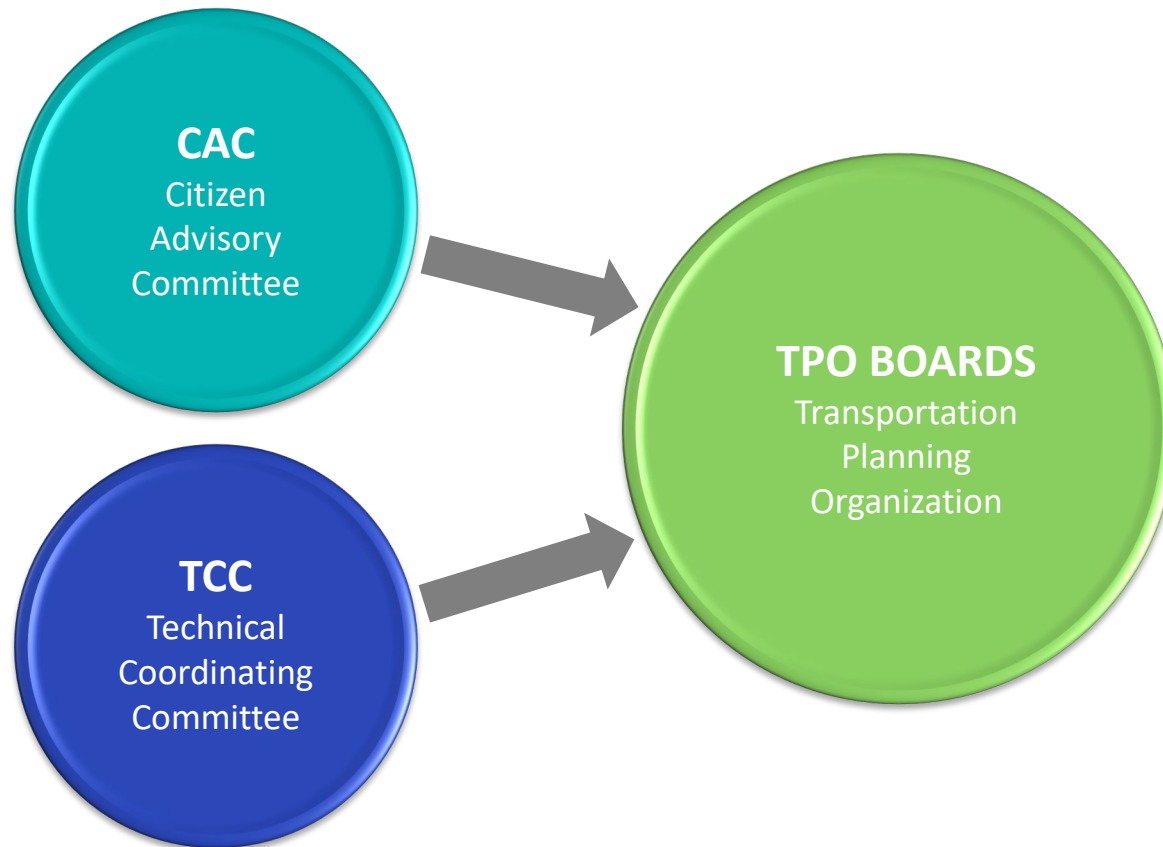 CAC
Citizen
Advisory
Committee
TPO BOARDS
Transportation
Planning
Organization
TCC
Technical
Coordinating
Committee